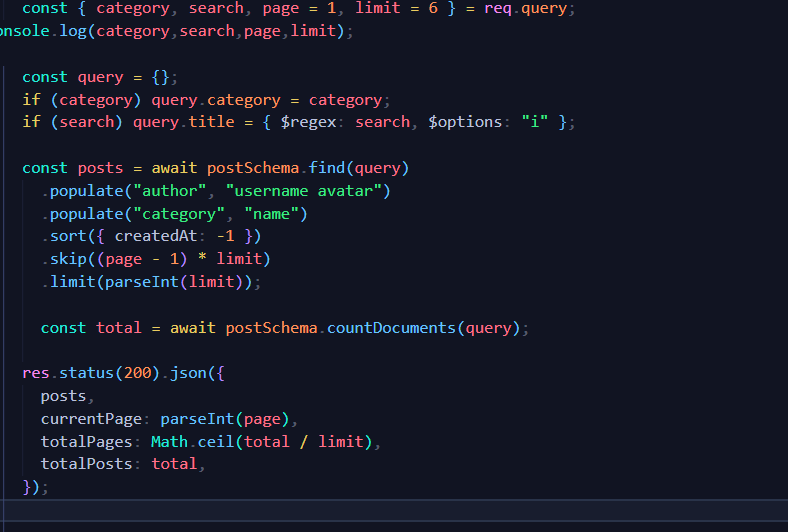 const { category, search, page = 1, limit = 6 } = req.query;
onsole.log(category,search,page,limit);
const query = {};
if (category) query.category = category;
if (search) query.title = { $regex: search, $options: "i" };
const posts = await postSchema.find(query)
.populate("author", "username avatar")
.populate("category", "name")
.sort({ createdAt: -1 })
.skip((page - 1) * limit)
.limit(parseInt(limit));
const total = await postSchema.countDocuments(query);
res.status(200).json({
posts,
currentPage: parseInt(page),
totalPages: Math.ceil(total / limit),
totalPosts: total,
});